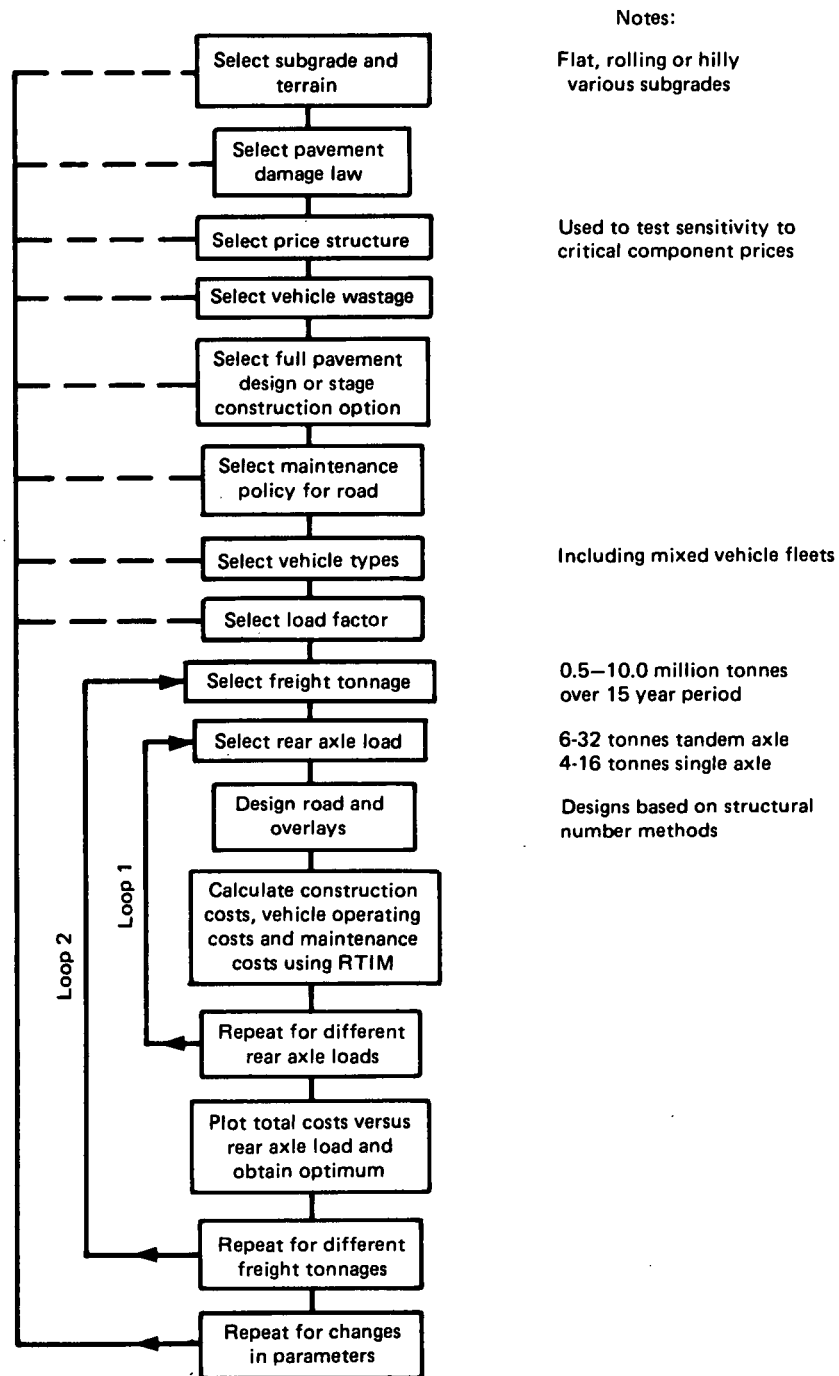 Notes:
Select subgrade and
terrain
Flat, rolling or hilly
various subgrades
Select pavement
damage law
Select price structure
Used to test sensitivity to
critical component prices
Select vehicle wastage
Select full pavement
design or stage
construction option
Select maintenance
policy for road
Select vehicle types
Including mixed vehicle fleets
Select load factor
Select freight tonnage
0.5—10.0 million tonnes
over 15 year period
Select rear axle load
6-32 tonnes tandem axle
4-16 tonnes single axle
Design road and
overlays
Designs based on structural
number methods
Loop 1
Loop 2
Calculate construction
costs, vehicle operating
costs and maintenance
costs using RTIM
Repeat for different
rear axle loads
Plot total costs versus
rear axle load and
obtain optimum
Repeat for different
freight tonnages
Repeat for changes
in parameters